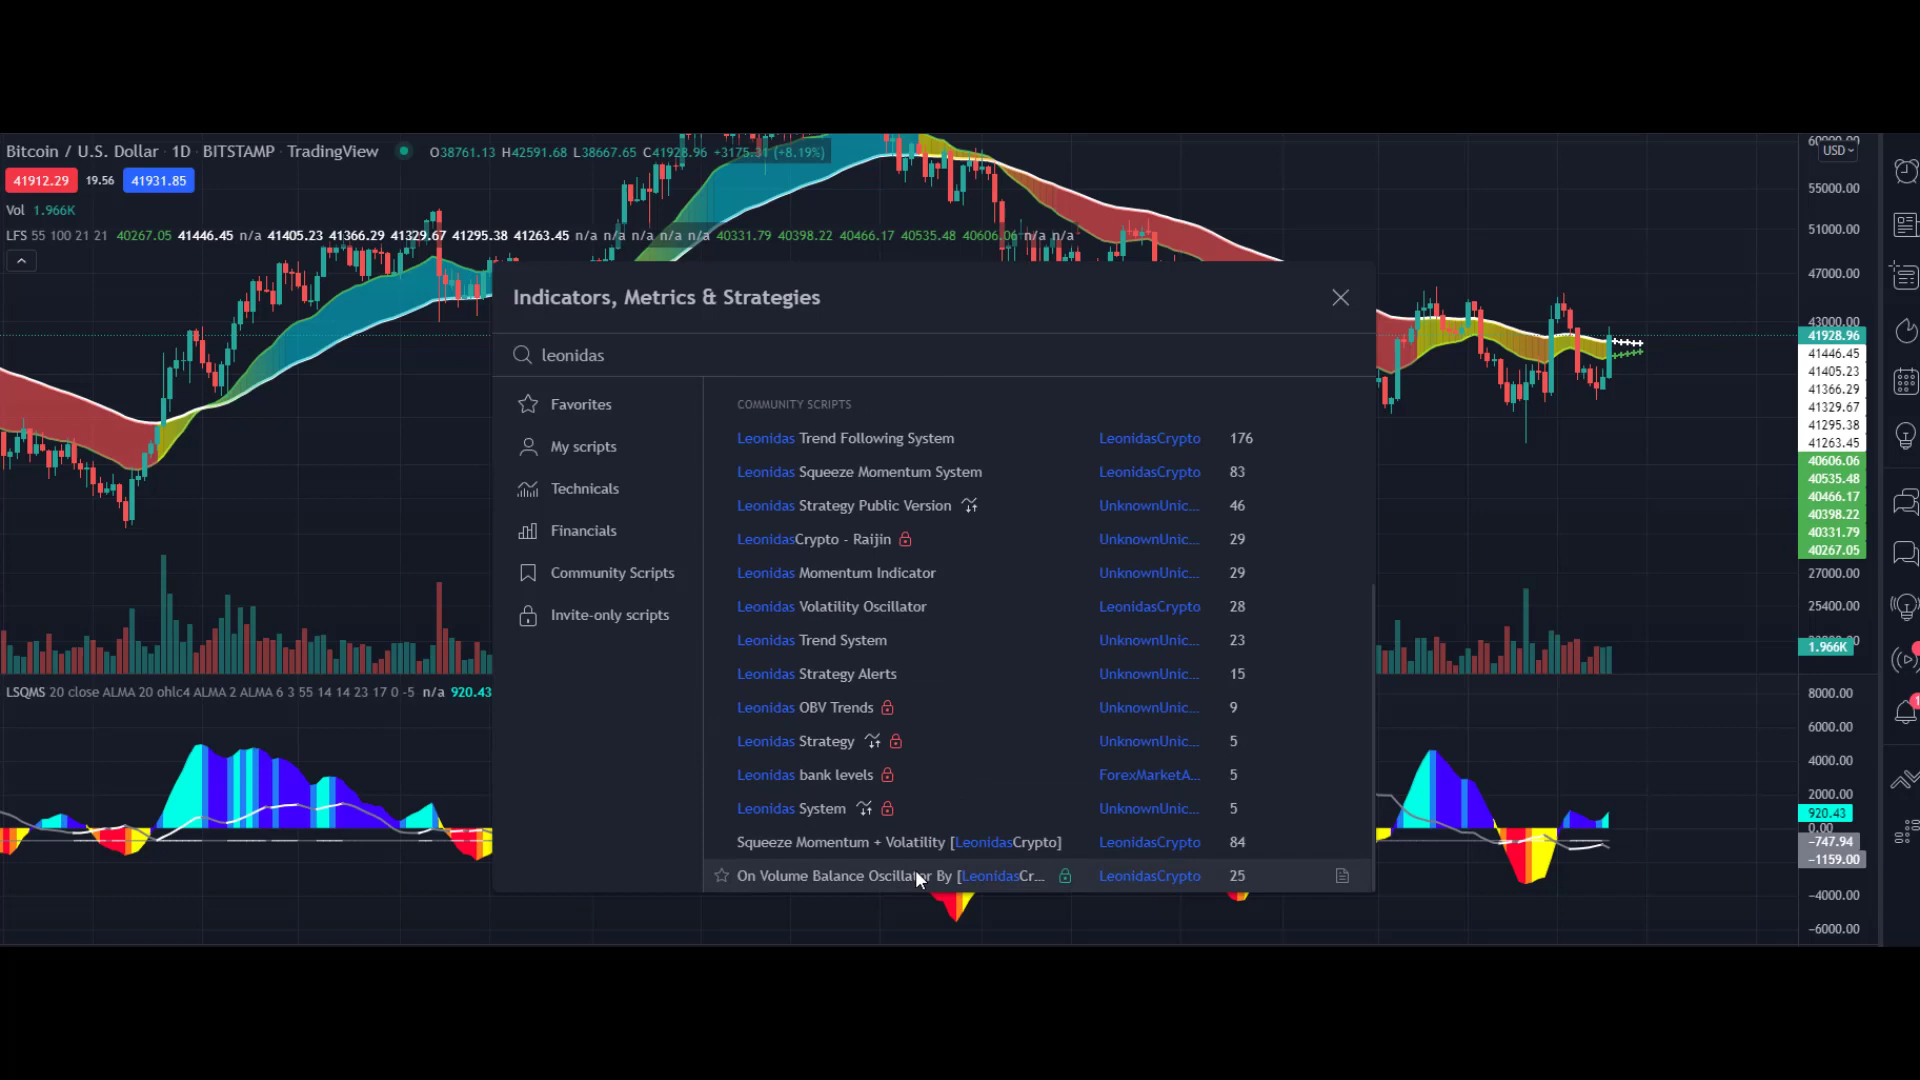 Bitcoin / U.S. Dollar · 1D · BITSTAMP · TradingView O38761.13 H42591.68 L38667.65 C41928.96 +3175.31 (+8.19%)
41912.29 19.56 41931.85
Vol 1.966K
LFS 55 100 21 21 40267.05 41446.45 n/a 41405.23 41366.29 41329.67 41295.38 41263.45 n/a n/a n/a n/a n/a 40331.79 40398.22 40466.17 40535.48 40606.06 n/a n/a
Indicators, Metrics & Strategies
leonidas
Favorites
My scripts
Technicals
Financials
Community Scripts
Invite-only scripts
COMMUNITY SCRIPTS
Leonidas Trend Following System LeonidasCrypto 176
Leonidas Squeeze Momentum System LeonidasCrypto 83
Leonidas Strategy Public Version UnknownUnic... 46
LeonidasCrypto - Raijin UnknownUnic... 29
Leonidas Momentum Indicator UnknownUnic... 29
Leonidas Volatility Oscillator LeonidasCrypto 28
Leonidas Trend System UnknownUnic... 23
Leonidas Strategy Alerts UnknownUnic... 15
Leonidas OBV Trends UnknownUnic... 9
Leonidas Strategy UnknownUnic... 5
Leonidas bank levels ForexMarketA... 5
Leonidas System UnknownUnic... 5
Squeeze Momentum + Volatility [LeonidasCrypto] LeonidasCrypto 84
On Volume Balance Oscillator By [LeonidasCr... LeonidasCrypto 25
LSQMS 20 close ALMA 20 ohlc4 ALMA 2 ALMA 6 3 55 14 14 23 17 0 -5 n/a 920.43
60000.00
USD
55000.00
51000.00
47000.00
43000.00
41928.96
41446.45
41405.23
41366.29
41329.67
41295.38
41263.45
40606.06
40535.48
40466.17
40398.22
40331.79
40267.05
27000.00
25400.00
1.966K
8000.00
6000.00
4000.00
2000.00
920.43
0.00
−747.94
−1159.00
−4000.00
−6000.00